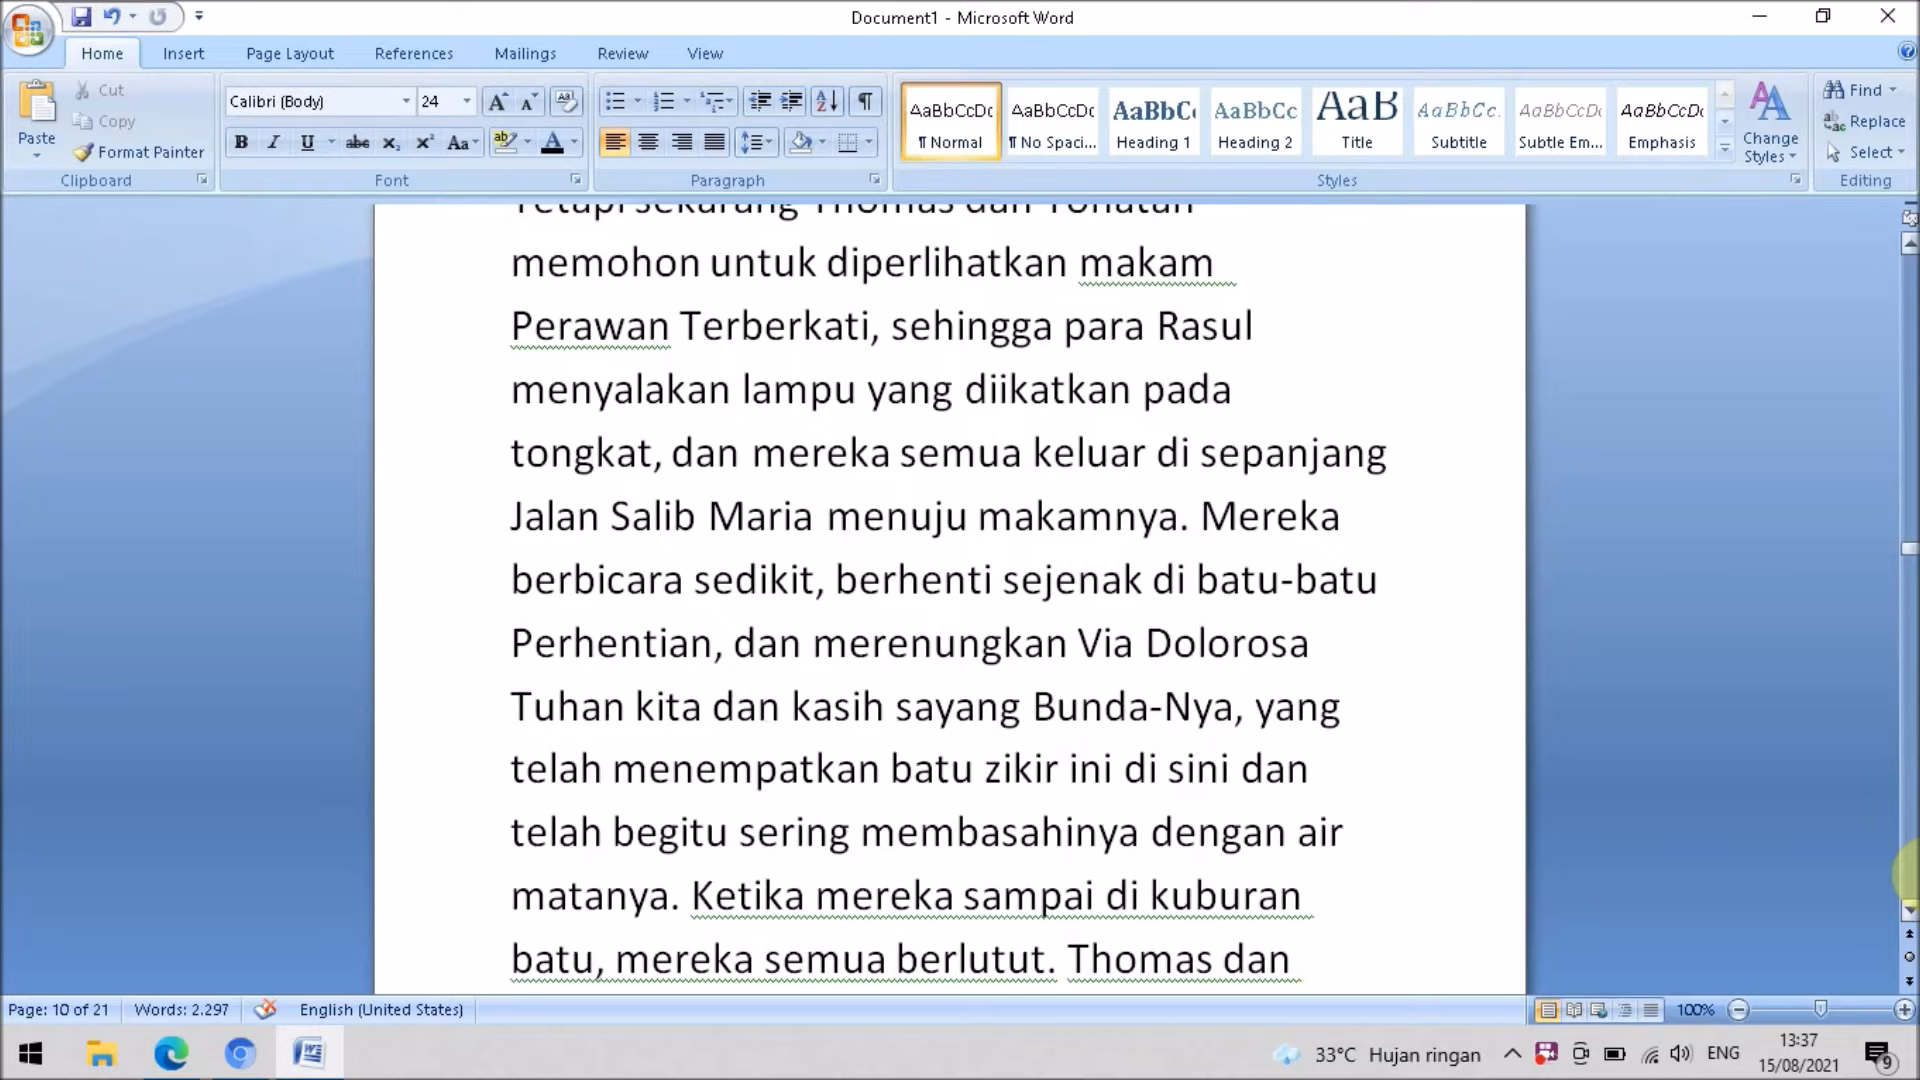 Document1 - Microsoft Word
Home Insert Page Layout References Mailings Review View
Paste
Cut
Copy
Format Painter
Clipboard
Calibri (Body) 24
Font
Paragraph
AaBbCcDc AaBbCcDc AaBbC AaBbCc AaB AaBbCc. AaBbCcDc AaBbCcDc
¶ Normal ¶ No Spaci... Heading 1 Heading 2 Title Subtitle Subtle Em... Emphasis
Styles
Change
Styles
Find
Replace
Select
Editing
Tetapi sekarang Thomas dan Yonatan
memohon untuk diperlihatkan makam
Perawan Terberkati, sehingga para Rasul
menyalakan lampu yang diikatkan pada
tongkat, dan mereka semua keluar di sepanjang
Jalan Salib Maria menuju makamnya. Mereka
berbicara sedikit, berhenti sejenak di batu-batu
Perhentian, dan merenungkan Via Dolorosa
Tuhan kita dan kasih sayang Bunda-Nya, yang
telah menempatkan batu zikir ini di sini dan
telah begitu sering membasahinya dengan air
matanya. Ketika mereka sampai di kuburan
batu, mereka semua berlutut. Thomas dan
Page: 10 of 21 Words: 2.297 English (United States) 100%
33°C Hujan ringan ENG 13:37
15/08/2021
9